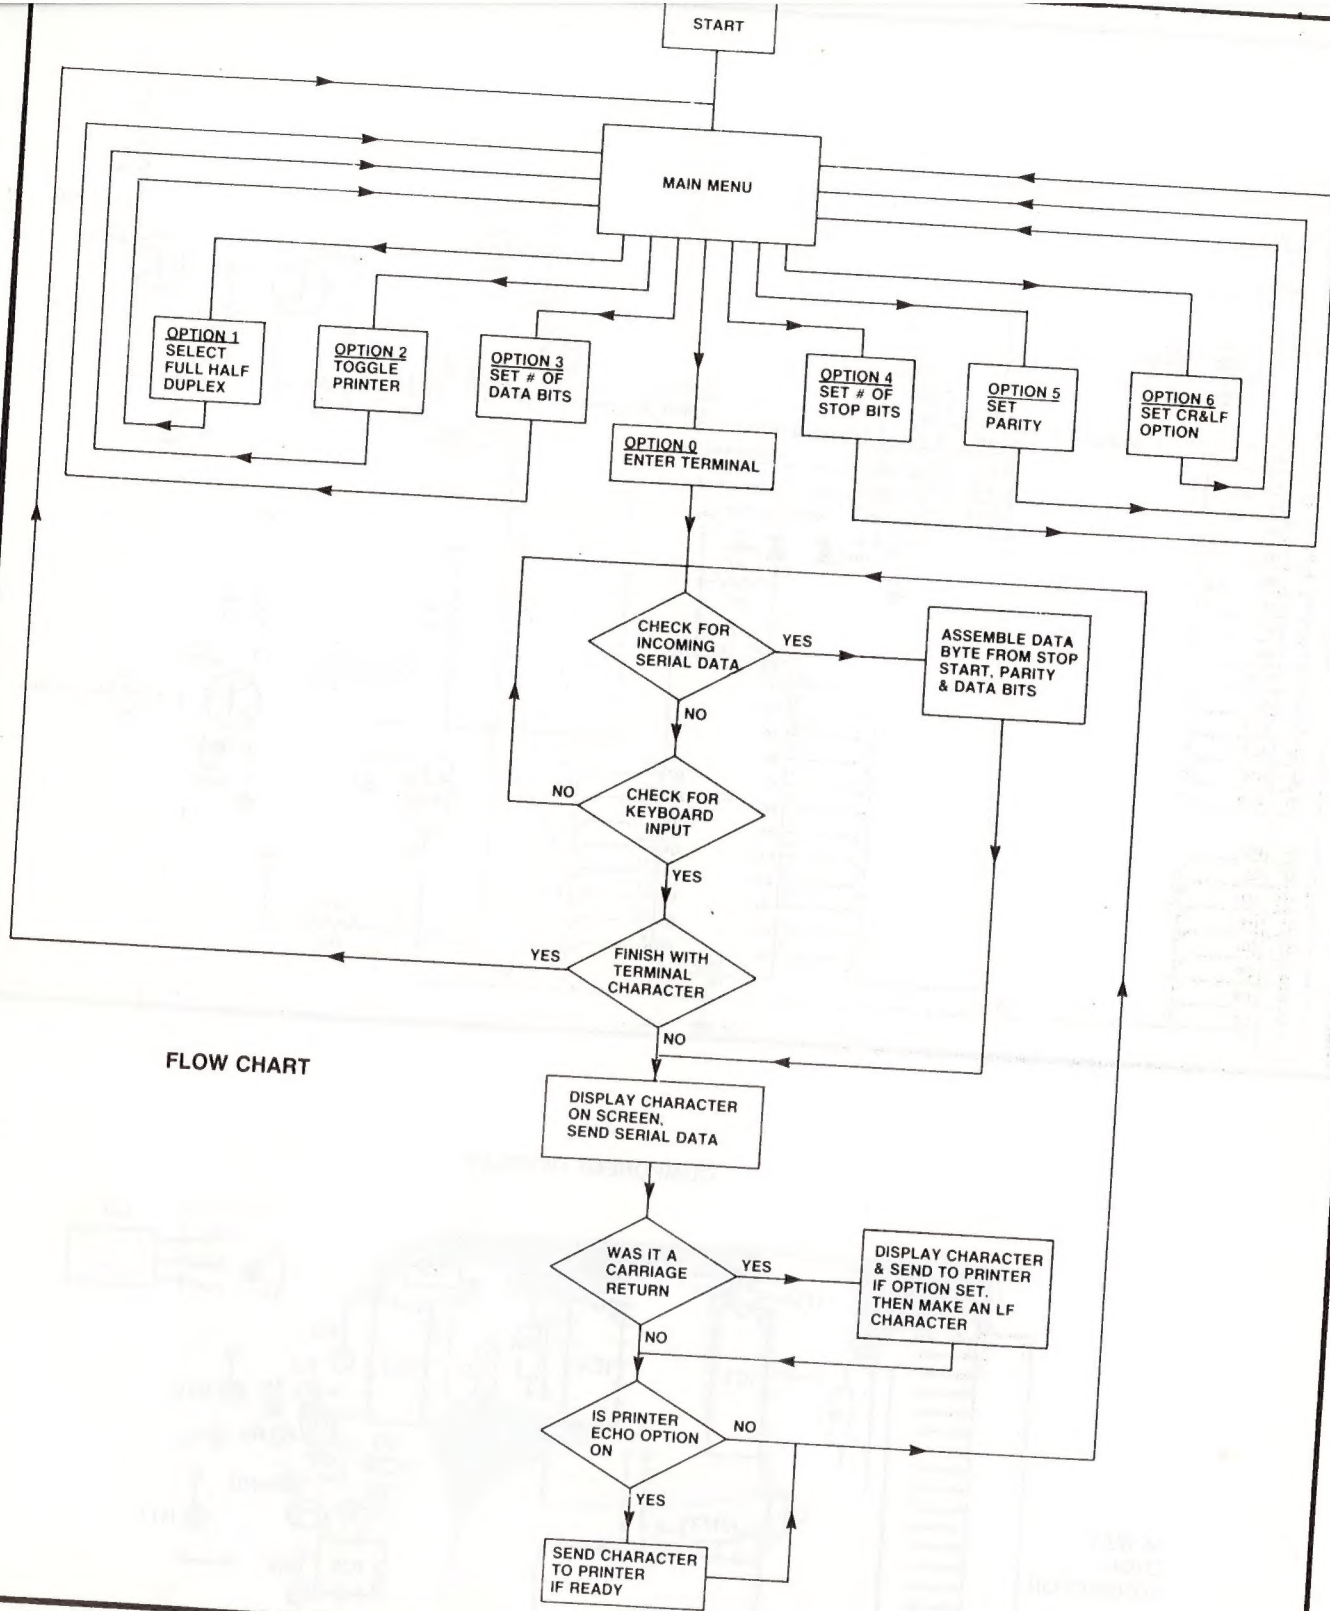 START
MAIN MENU
OPTION 1
SELECT
FULL HALF
DUPLEX
OPTION 2
TOGGLE
PRINTER
OPTION 3
SET # OF
DATA BITS
OPTION 0
ENTER TERMINAL
OPTION 4
SET # OF
STOP BITS
OPTION 5
SET
PARITY
OPTION 6
SET CR&LF
OPTION
CHECK FOR
INCOMING
SERIAL DATA
YES
ASSEMBLE DATA
BYTE FROM STOP
START, PARITY
& DATA BITS
NO
CHECK FOR
KEYBOARD
INPUT
NO
YES
FINISH WITH
TERMINAL
CHARACTER
YES
NO
FLOW CHART
DISPLAY CHARACTER
ON SCREEN,
SEND SERIAL DATA
WAS IT A
CARRIAGE
RETURN
YES
DISPLAY CHARACTER
& SEND TO PRINTER
IF OPTION SET.
THEN MAKE AN LF
CHARACTER
NO
IS PRINTER
ECHO OPTION
ON
NO
YES
SEND CHARACTER
TO PRINTER
IF READY